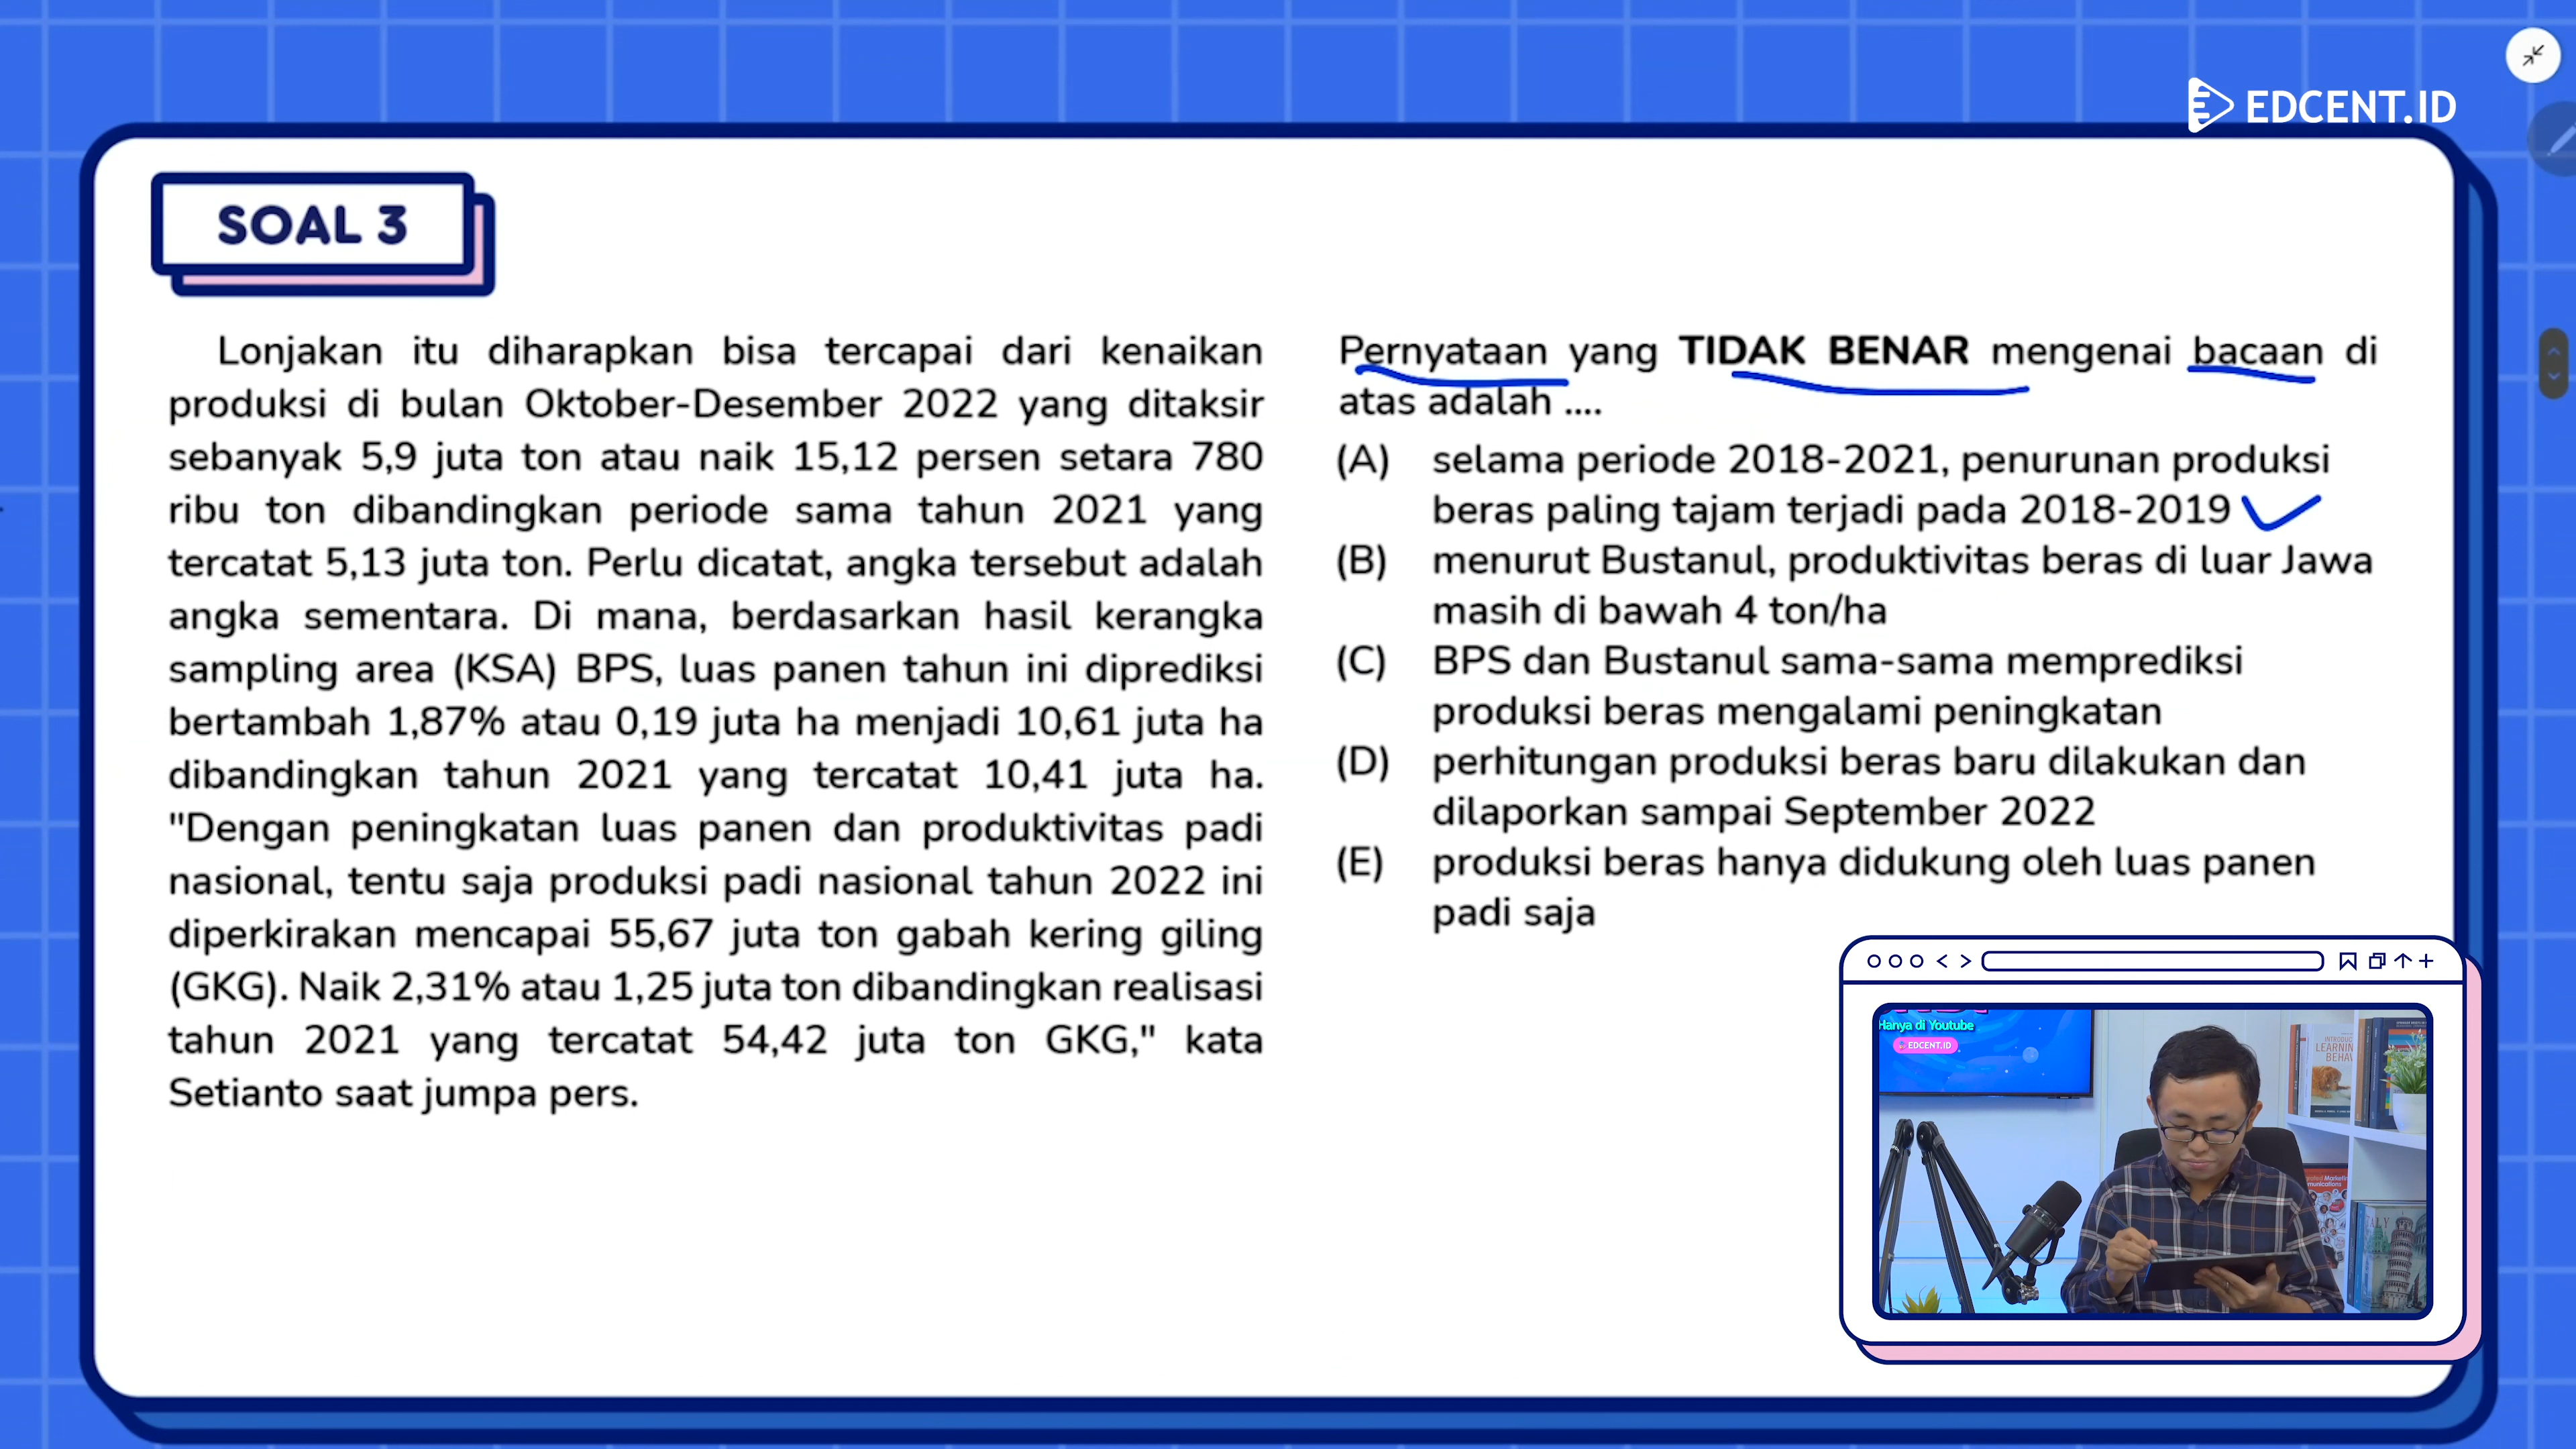 EDCENT.ID
SOAL 3
Lonjakan itu diharapkan bisa tercapai dari kenaikan
produksi di bulan Oktober-Desember 2022 yang ditaksir
sebanyak 5,9 juta ton atau naik 15,12 persen setara 780
ribu ton dibandingkan periode sama tahun 2021 yang
tercatat 5,13 juta ton. Perlu dicatat, angka tersebut adalah
angka sementara. Di mana, berdasarkan hasil kerangka
sampling area (KSA) BPS, luas panen tahun ini diprediksi
bertambah 1,87% atau 0,19 juta ha menjadi 10,61 juta ha
dibandingkan tahun 2021 yang tercatat 10,41 juta ha.
"Dengan peningkatan luas panen dan produktivitas padi
nasional, tentu saja produksi padi nasional tahun 2022 ini
diperkirakan mencapai 55,67 juta ton gabah kering giling
(GKG). Naik 2,31% atau 1,25 juta ton dibandingkan realisasi
tahun 2021 yang tercatat 54,42 juta ton GKG," kata
Setianto saat jumpa pers.
Pernyataan yang TIDAK BENAR mengenai bacaan di
atas adalah ....
(A) selama periode 2018-2021, penurunan produksi
beras paling tajam terjadi pada 2018-2019
(B) menurut Bustanul, produktivitas beras di luar Jawa
masih di bawah 4 ton/ha
(C) BPS dan Bustanul sama-sama memprediksi
produksi beras mengalami peningkatan
(D) perhitungan produksi beras baru dilakukan dan
dilaporkan sampai September 2022
(E) produksi beras hanya didukung oleh luas panen
padi saja
Hanya di Youtube
EDCENT.ID
LEARNING
ITALY